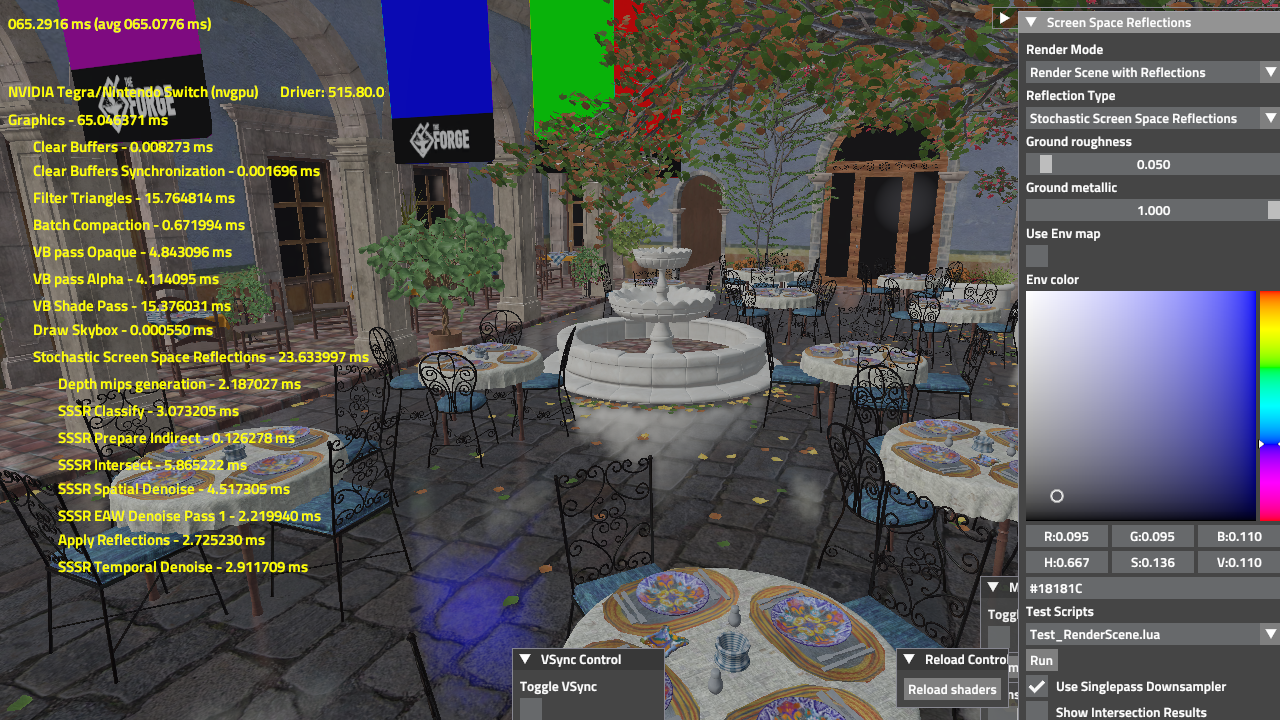 065.2916 ms (avg 065.0776 ms)
NVIDIA Tegra/Nintendo Switch (nvgpu) Driver: 515.80.0
Graphics - 65.046371 ms
Clear Buffers - 0.008273 ms
Clear Buffers Synchronization - 0.001696 ms
Filter Triangles - 15.764814 ms
Batch Compaction - 0.671994 ms
VB pass Opaque - 4.843096 ms
VB pass Alpha - 4.114095 ms
VB Shade Pass - 15.376031 ms
Draw Skybox - 0.000550 ms
Stochastic Screen Space Reflections - 23.633997 ms
Depth mips generation - 2.187027 ms
SSSR Classify - 3.073205 ms
SSSR Prepare Indirect - 0.126278 ms
SSSR Intersect - 5.865222 ms
SSSR Spatial Denoise - 4.517305 ms
SSSR EAW Denoise Pass 1 - 2.219940 ms
Apply Reflections - 2.725230 ms
SSSR Temporal Denoise - 2.911709 ms
THE FORGE
THE FORGE
Screen Space Reflections
Render Mode
Render Scene with Reflections
Reflection Type
Stochastic Screen Space Reflections
Ground roughness
0.050
Ground metallic
1.000
Use Env map
Env color
R:0.095 G:0.095 B:0.110
H:0.667 S:0.136 V:0.110
#18181C
Test Scripts
Test_RenderScene.lua
Run
Use Singlepass Downsampler
Show Intersection Results
VSync Control
Toggle VSync
Reload Control
Reload shaders